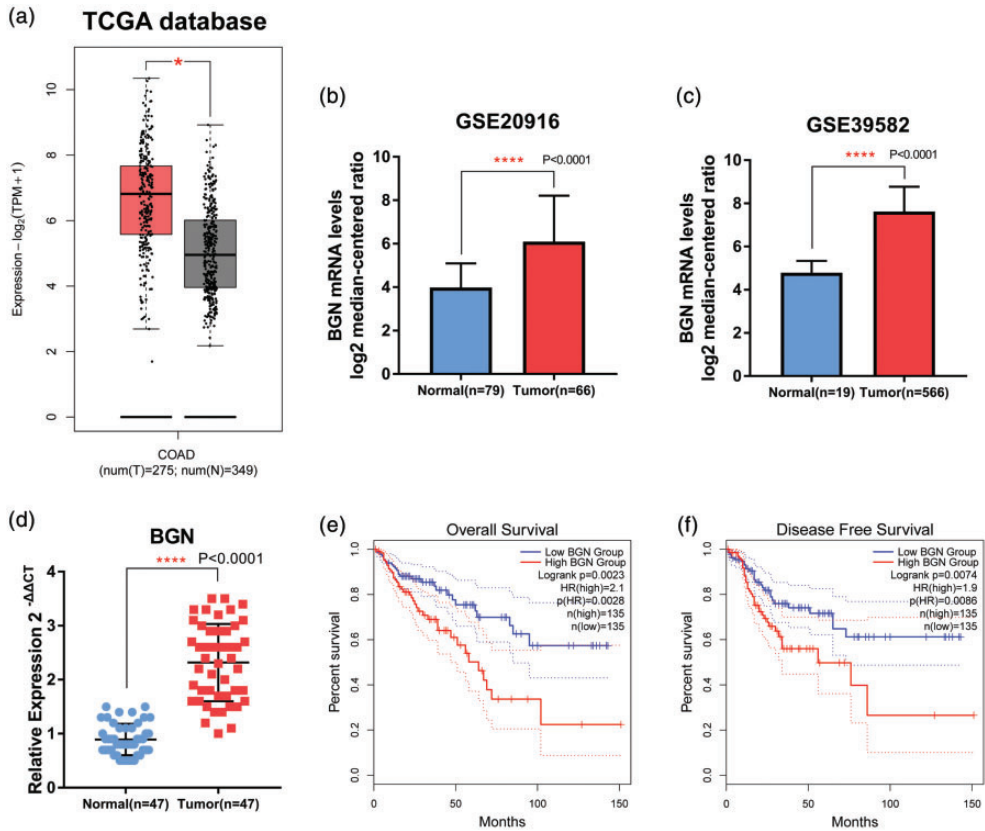 (a)
TCGA database
*
Expression – log2(TPM + 1)
10
8
6
4
2
0
COAD
(num(T)=275; num(N)=349)
(b)
GSE20916
**** P<0.0001
BGN mRNA levels
log2 median-centered ratio
10
8
6
4
2
0
Normal(n=79) Tumor(n=66)
(c)
GSE39582
**** P<0.0001
BGN mRNA levels
log2 median-centered ratio
10
8
6
4
2
0
Normal(n=19) Tumor(n=566)
(d)
BGN
**** P<0.0001
Relative Expression 2 -ΔΔCT
4
3
2
1
0
Normal(n=47) Tumor(n=47)
(e)
Overall Survival
Low BGN Group
High BGN Group
Logrank p=0.0023
HR(high)=2.1
p(HR)=0.0028
n(high)=135
n(low)=135
Percent survival
1.0
0.8
0.6
0.4
0.2
0.0
0 50 100 150
Months
(f)
Disease Free Survival
Low BGN Group
High BGN Group
Logrank p=0.0074
HR(high)=1.9
p(HR)=0.0086
n(high)=135
n(low)=135
Percent survival
1.0
0.8
0.6
0.4
0.2
0.0
0 50 100 150
Months